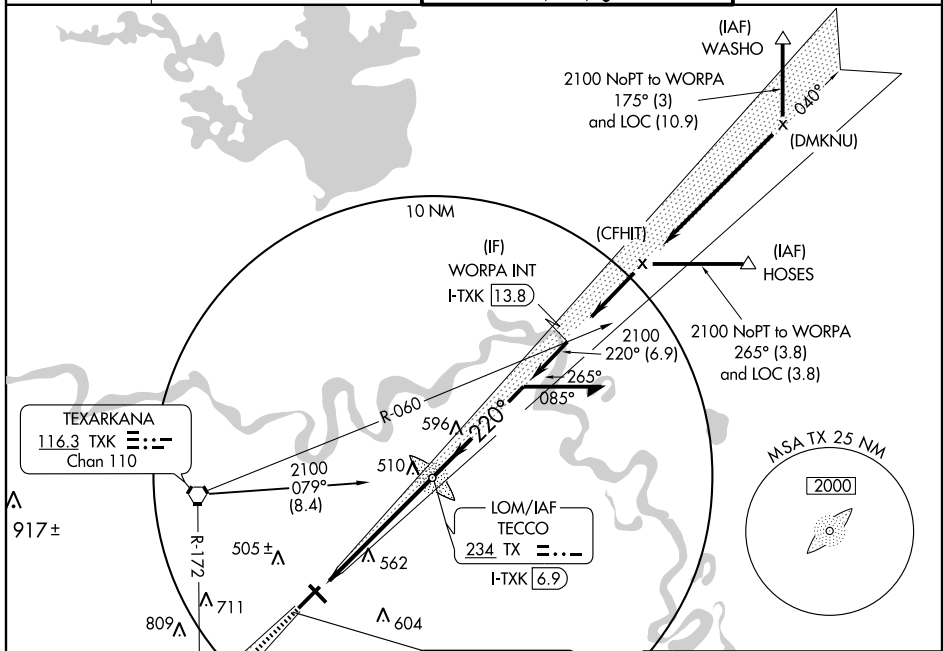 (IAF)
WASHO
2100 NoPT to WORPA
175° (3)
and LOC (10.9)
040°
(DMKNU)
10 NM
(CFHIT)
(IF)
WORPA INT
I-TXK 13.8
(IAF)
HOSES
2100
220° (6.9)
2100 NoPT to WORPA
265° (3.8)
and LOC (3.8)
265°
085°
R-060
596
220°
TEXARKANA
116.3 TXK
Chan 110
2100
079°
(8.4)
510
MSA TX 25 NM
2000
LOM/IAF
TECCO
234 TX
I-TXK 6.9
917 ±
R-172
505 ±
562
711
809
604